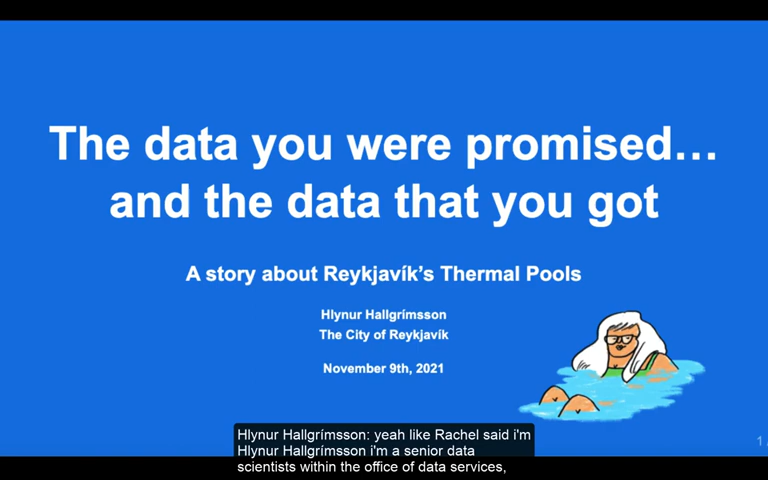 The data you were promised…
and the data that you got
A story about Reykjavík's Thermal Pools
Hlynur Hallgrímsson
The City of Reykjavík
November 9th, 2021
1 /
Hlynur Hallgrímsson: yeah like Rachel said i'm
Hlynur Hallgrímsson i'm a senior data
scientists within the office of data services,